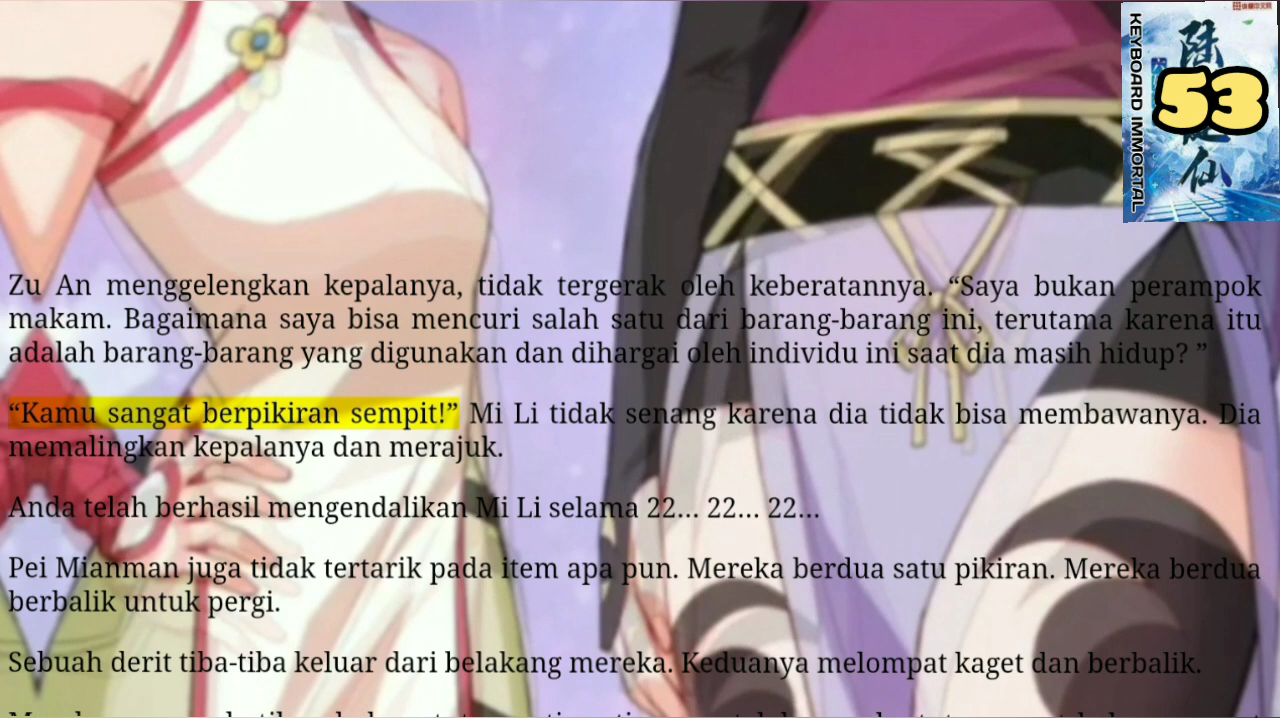 KEYBOARD IMMORTAL
53
仙
Zu An menggelengkan kepalanya, tidak tergerak oleh keberatannya. “Saya bukan perampok
makam. Bagaimana saya bisa mencuri salah satu dari barang-barang ini, terutama karena itu
adalah barang-barang yang digunakan dan dihargai oleh individu ini saat dia masih hidup? ”
“Kamu sangat berpikiran sempit!” Mi Li tidak senang karena dia tidak bisa membawanya. Dia
memalingkan kepalanya dan merajuk.
Anda telah berhasil mengendalikan Mi Li selama 22... 22... 22...
Pei Mianman juga tidak tertarik pada item apa pun. Mereka berdua satu pikiran. Mereka berdua
berbalik untuk pergi.
Sebuah derit tiba-tiba keluar dari belakang mereka. Keduanya melompat kaget dan berbalik.